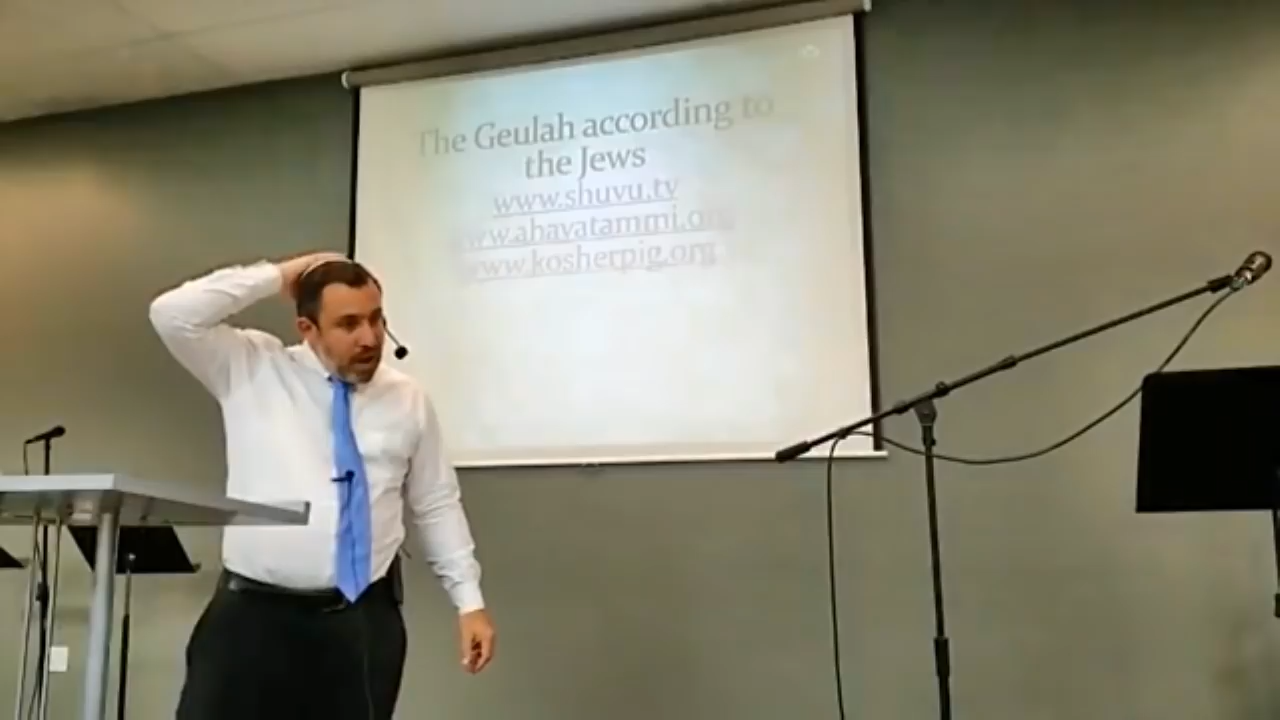 The Geulah according to
the Jews
www.shuvu.tv
www.ahavatammi.org
www.kosherpig.org